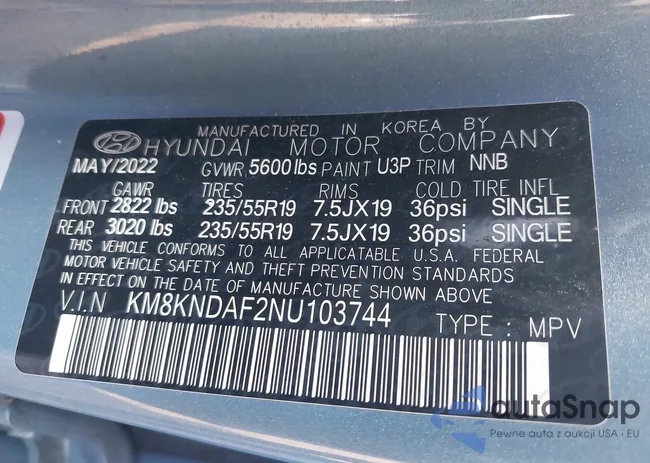 MANUFACTURED IN KOREA BY
HYUNDAI MOTOR COMPANY
MAY/2022 GVWR 5600 lbs PAINT U3P TRIM NNB
GAWR TIRES RIMS COLD TIRE INFL
FRONT 2822 lbs 235/55R19 7.5JX19 36psi SINGLE
REAR 3020 lbs 235/55R19 7.5JX19 36psi SINGLE
THIS VEHICLE CONFORMS TO ALL APPLICATABLE U.S.A. FEDERAL
MOTOR VEHICLE SAFETY AND THEFT PREVENTION STANDARDS
IN EFFECT ON THE DATE OF MANUFACTURE SHOWN ABOVE.
V.I.N KM8KNDAF2NU103744 TYPE : MPV
autaSnap
Pewne auta z aukcji USA i EU